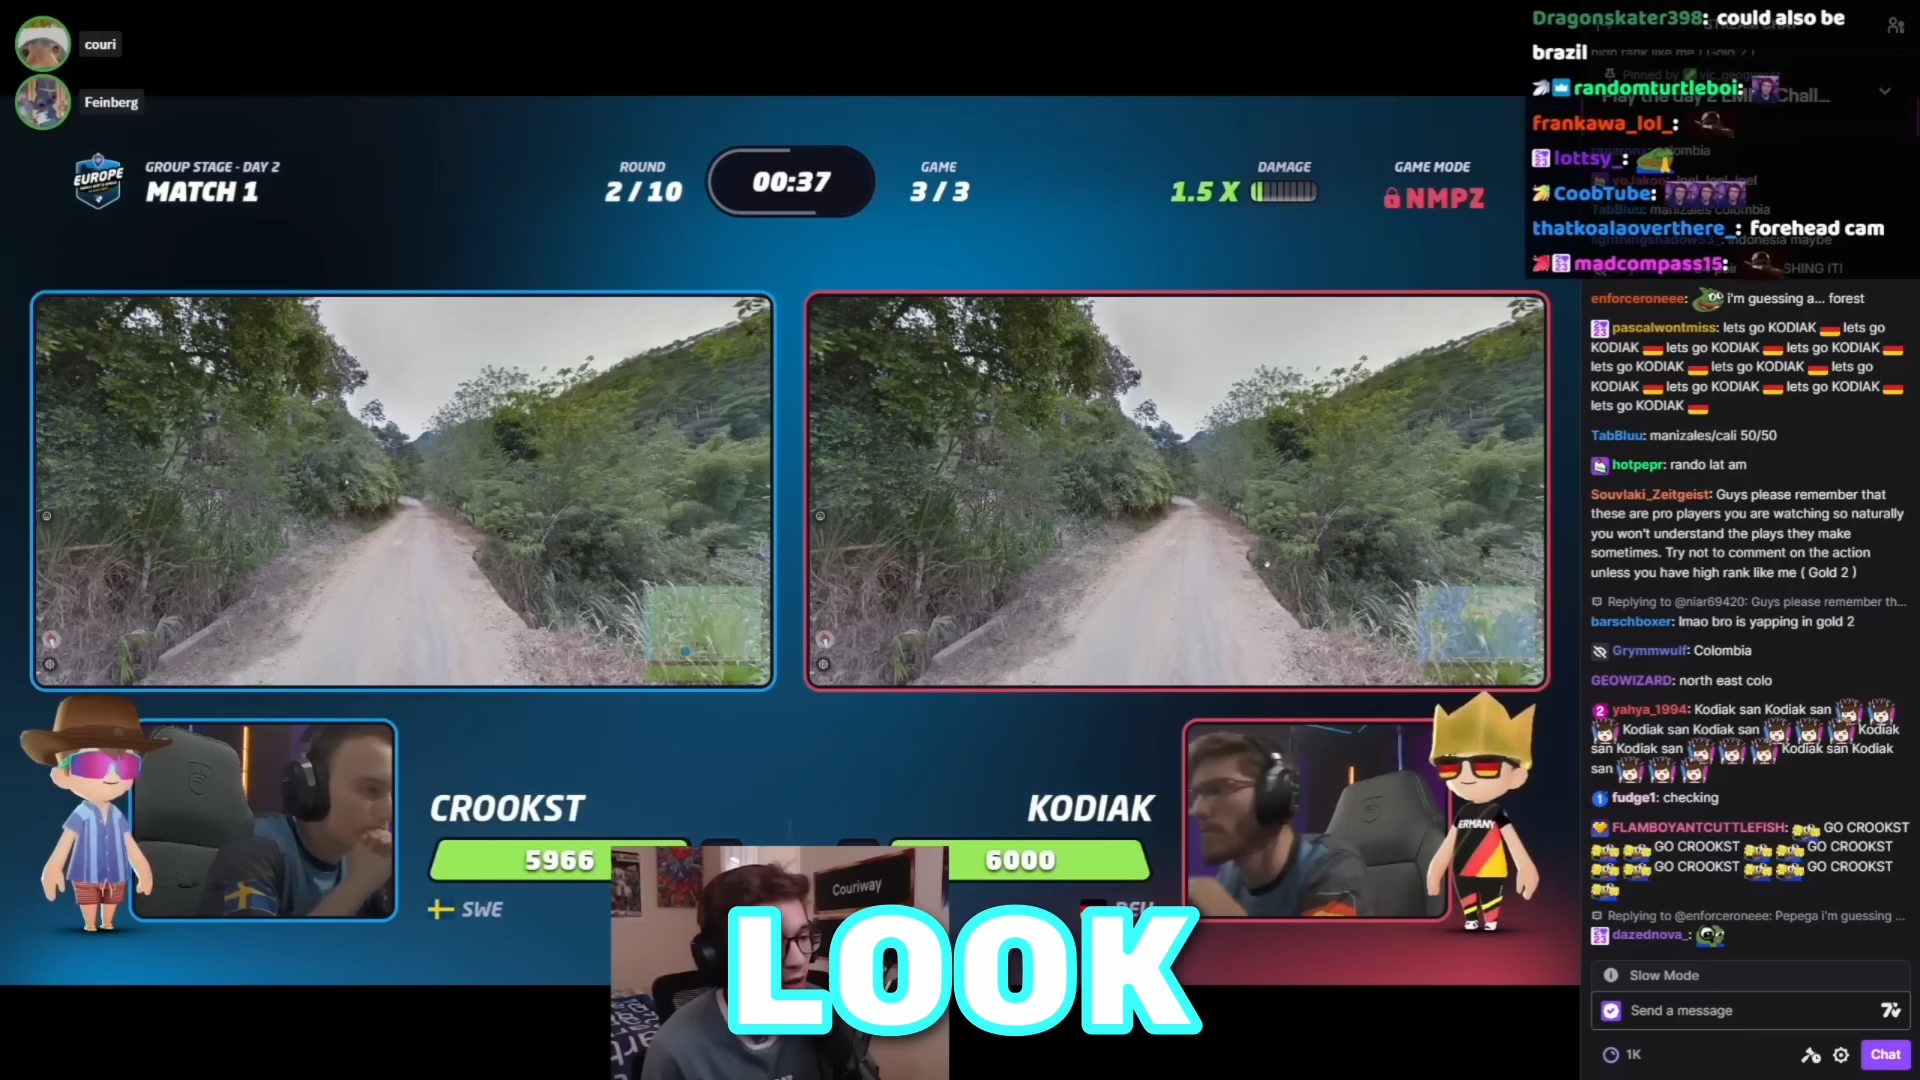 couri
Feinberg
EUROPE
GROUP STAGE - DAY 2
MATCH 1
ROUND
2 / 10
00:37
GAME
3 / 3
DAMAGE
1.5 X
GAME MODE
NMPZ
CROOKST
5966
SWE
KODIAK
6000
GERMANY
Couriway
LOOK
Dragonskater398: could also be
brazil
randomturtleboi:
frankawa_lol_:
lottsy_:
CoobTube:
thatkoalaoverthere_: forehead cam
madcompass15:
enforceroneee: i'm guessing a... forest
pascalwontmiss: lets go KODIAK lets go
KODIAK lets go KODIAK lets go KODIAK
lets go KODIAK lets go KODIAK lets go
KODIAK lets go KODIAK lets go KODIAK
lets go KODIAK
TabBluu: manizales/cali 50/50
hotpepr: rando lat am
Souvlaki_Zeitgeist: Guys please remember that
these are pro players you are watching so naturally
you won't understand the plays they make
sometimes. Try not to comment on the action
unless you have high rank like me ( Gold 2 )
Replying to @niar69420: Guys please remember th...
barschboxer: lmao bro is yapping in gold 2
Grymmwulf: Colombia
GEOWIZARD: north east colo
yahya_1994: Kodiak san Kodiak san
Kodiak san Kodiak san Kodiak
san Kodiak san Kodiak san Kodiak
san
fudge1: checking
FLAMBOYANTCUTTLEFISH: GO CROOKST
GO CROOKST GO CROOKST
GO CROOKST GO CROOKST
Replying to @enforceroneee: Pepega i'm guessing ...
dazednova_:
Slow Mode
Send a message
1K
Chat